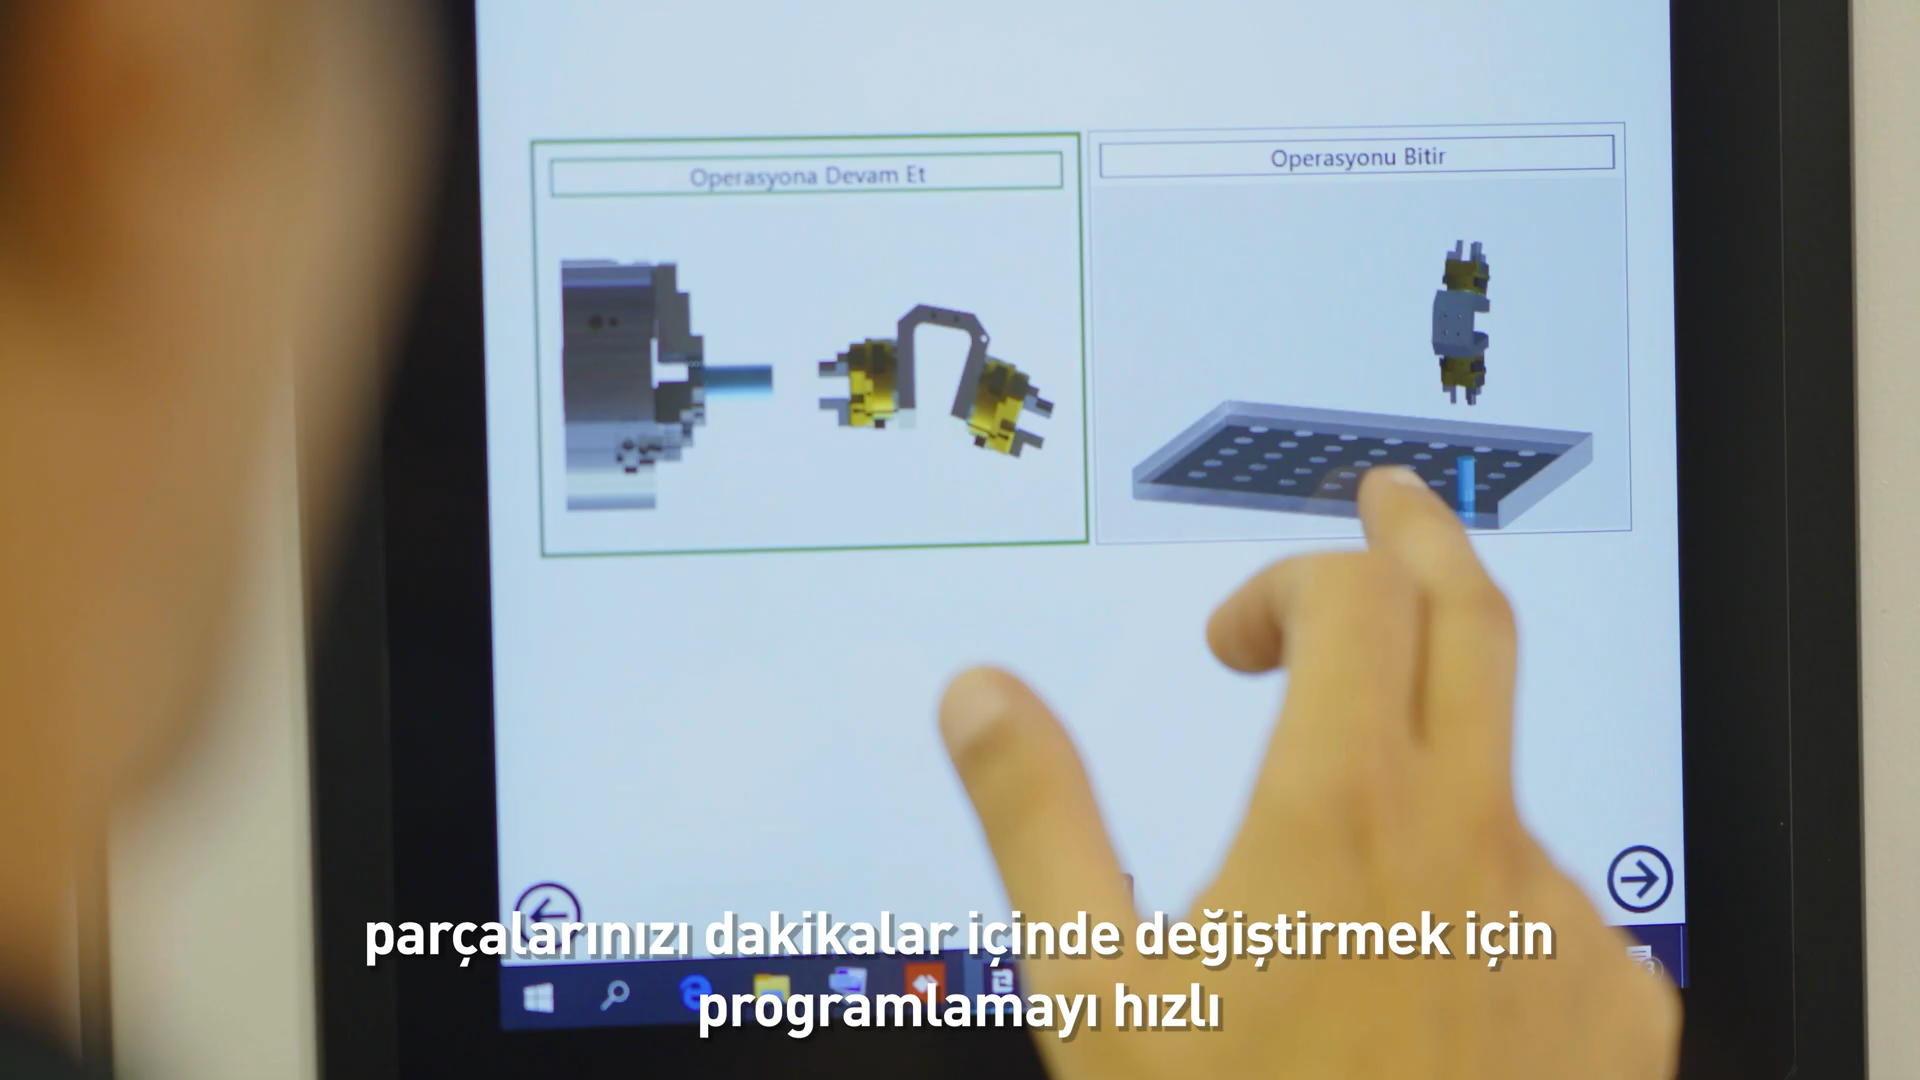 Operasyona Devam Et
Operasyonu Bitir
parçalarınızı dakikalar içinde değiştirmek için
programlamayı hızlı